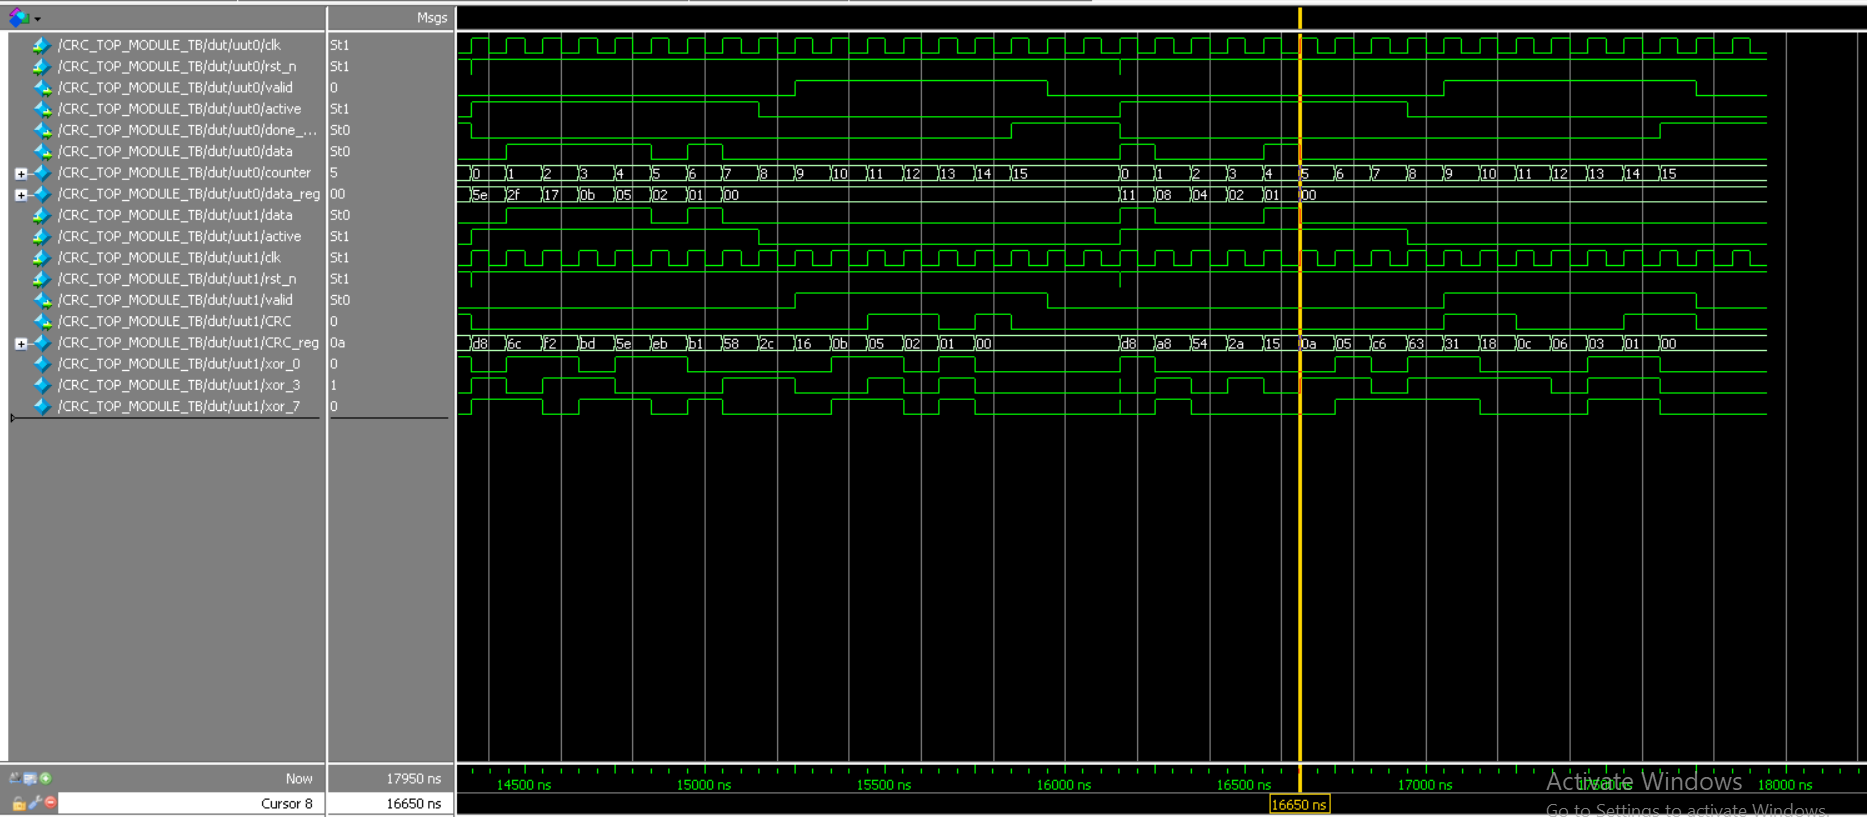 Msgs
/CRC_TOP_MODULE_TB/dut/uut0/clk St1
/CRC_TOP_MODULE_TB/dut/uut0/rst_n St1
/CRC_TOP_MODULE_TB/dut/uut0/valid 0
/CRC_TOP_MODULE_TB/dut/uut0/active St1
/CRC_TOP_MODULE_TB/dut/uut0/done_... St0
/CRC_TOP_MODULE_TB/dut/uut0/data St0
/CRC_TOP_MODULE_TB/dut/uut0/counter 5 0 1 2 3 4 5 6 7 8 9 10 11 12 13 14 15 0 1 2 3 4 5 6 7 8 9 10 11 12 13 14 15
/CRC_TOP_MODULE_TB/dut/uut0/data_reg 00 5e 2f 17 0b 05 02 01 00 11 08 04 02 01 00
/CRC_TOP_MODULE_TB/dut/uut1/data St0
/CRC_TOP_MODULE_TB/dut/uut1/active St1
/CRC_TOP_MODULE_TB/dut/uut1/clk St1
/CRC_TOP_MODULE_TB/dut/uut1/rst_n St1
/CRC_TOP_MODULE_TB/dut/uut1/valid St0
/CRC_TOP_MODULE_TB/dut/uut1/CRC 0
/CRC_TOP_MODULE_TB/dut/uut1/CRC_reg 0a d8 6c f2 bd 5e eb b1 58 2c 16 0b 05 02 01 00 d8 a8 54 2a 15 0a 05 c6 63 31 18 0c 06 03 01 00
/CRC_TOP_MODULE_TB/dut/uut1/xor_0 0
/CRC_TOP_MODULE_TB/dut/uut1/xor_3 1
/CRC_TOP_MODULE_TB/dut/uut1/xor_7 0
Now 17950 ns 14500 ns 15000 ns 15500 ns 16000 ns 16500 ns 17000 ns 18000 ns
Activate Windows
Cursor 8 16650 ns 16650 ns
Go to Settings to activate Windows.